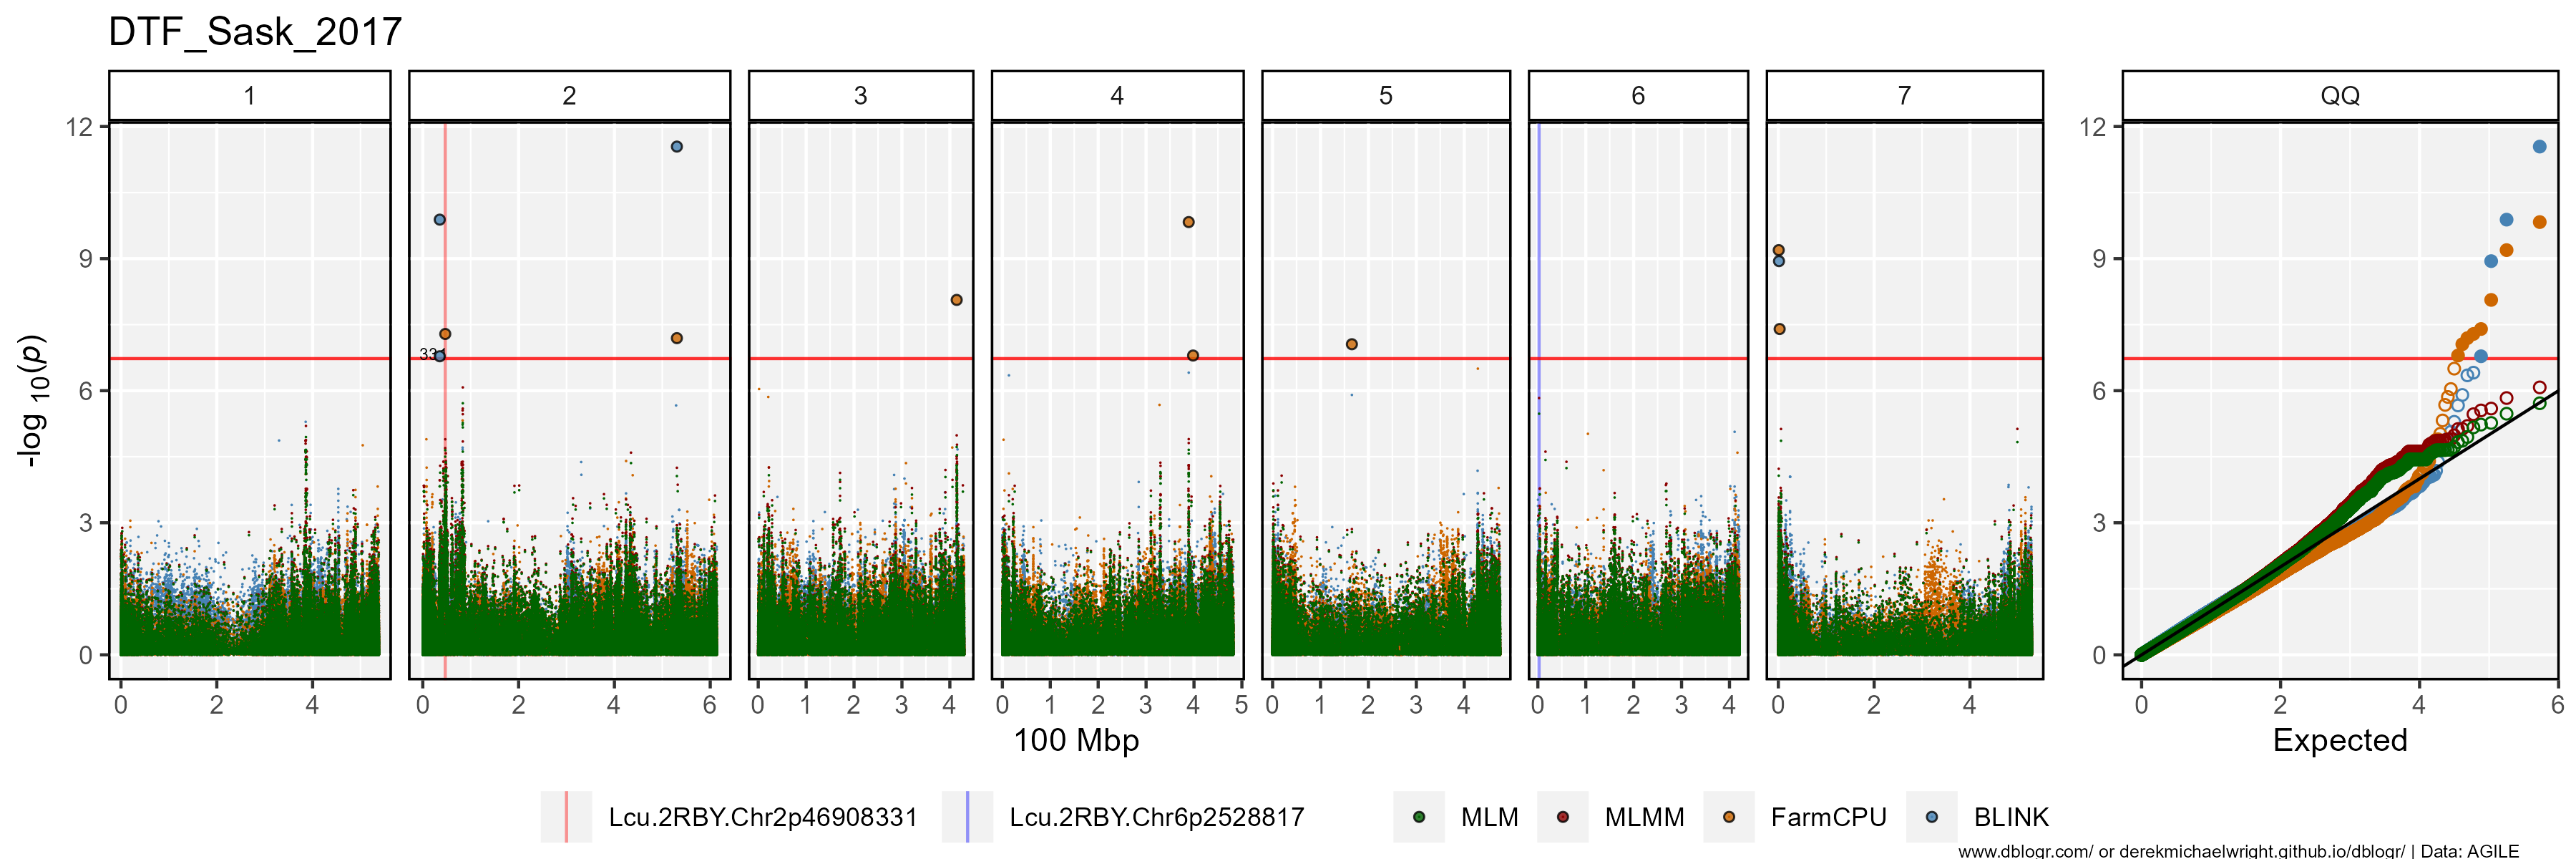 DTF_Sask_2017
1 2 3 4 5 6 7 QQ
12 9 6 3 0
-log 10(p)
33
12 9 6 3 0
0 2 4 0 2 4 6 0 1 2 3 4 0 1 2 3 4 5 0 1 2 3 4 0 1 2 3 4 0 2 4 0 2 4 6
100 Mbp Expected
Lcu.2RBY.Chr2p46908331 Lcu.2RBY.Chr6p2528817 MLM MLMM FarmCPU BLINK
www.dblogr.com/ or derekmichaelwright.github.io/dblogr/ | Data: AGILE